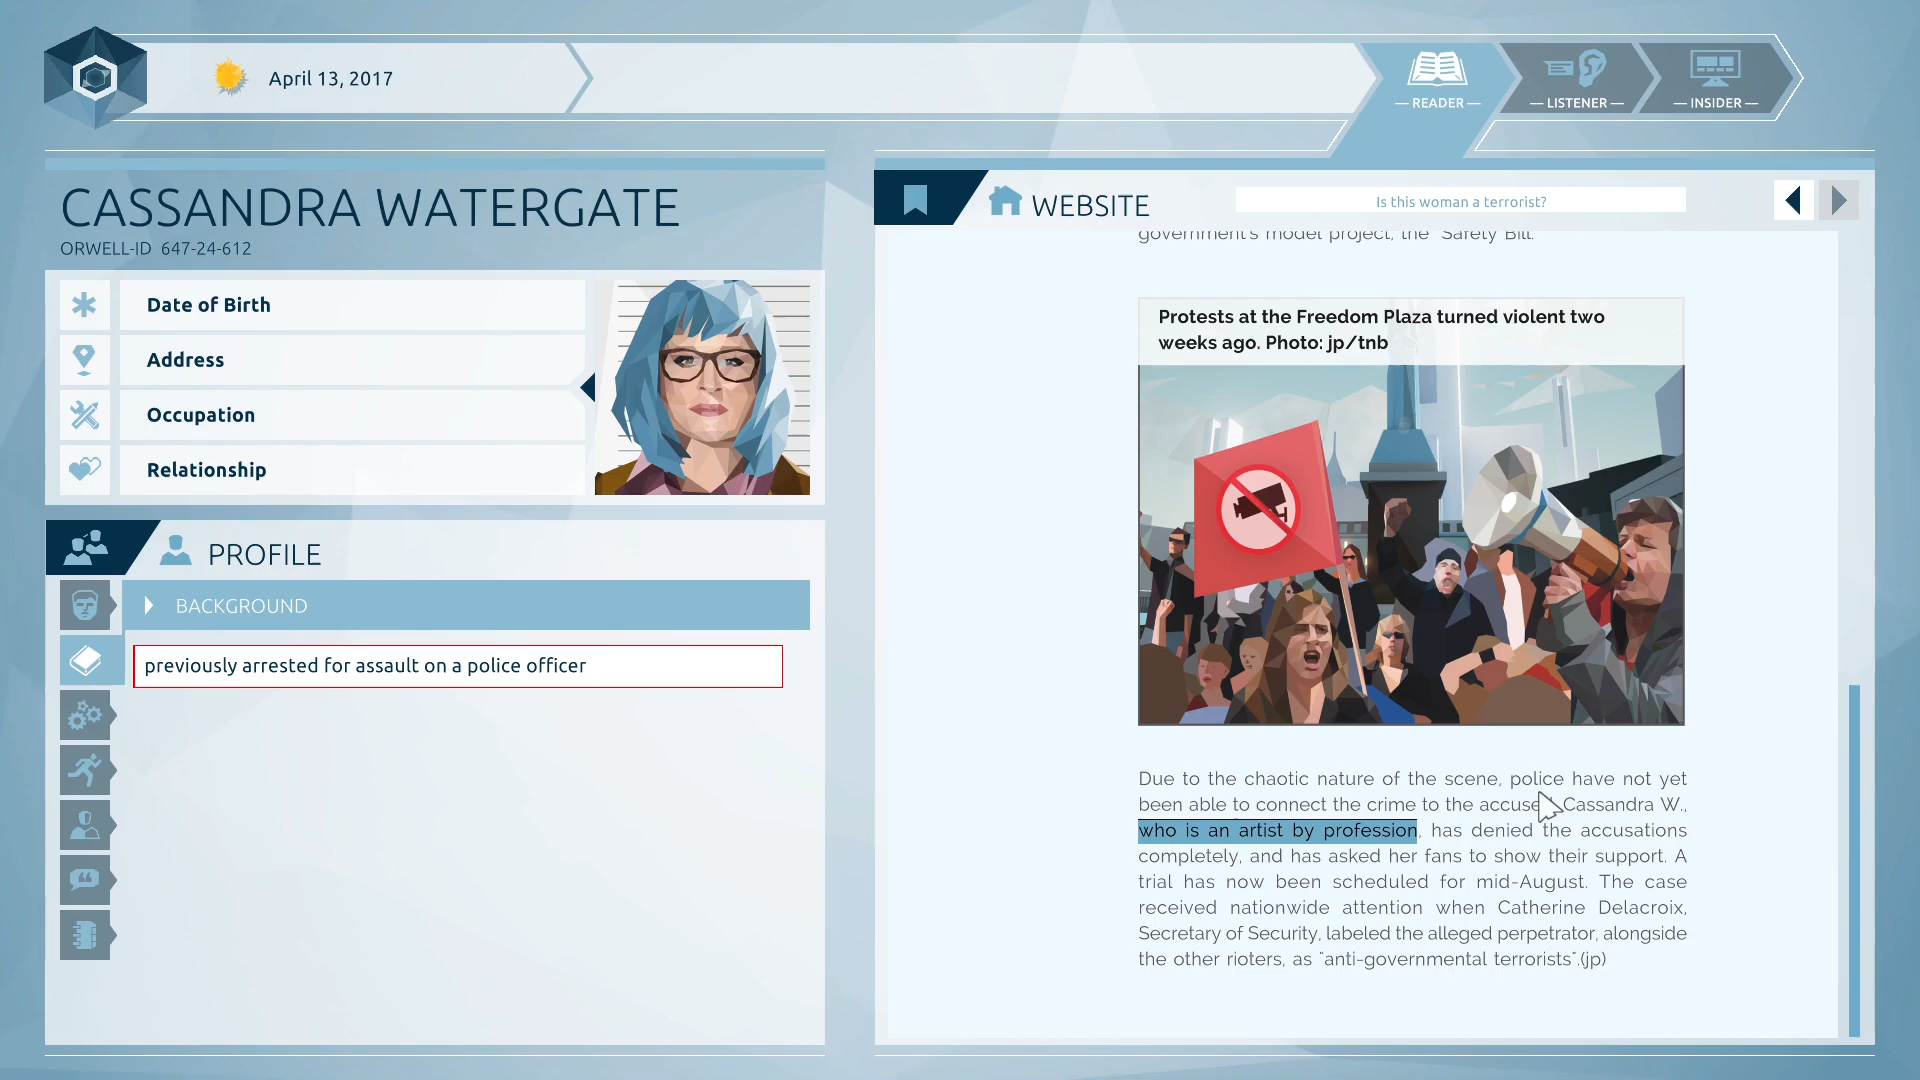 April 13, 2017
— READER —
— LISTENER —
— INSIDER —
CASSANDRA WATERGATE
ORWELL-ID 647-24-612
Date of Birth
Address
Occupation
Relationship
PROFILE
BACKGROUND
previously arrested for assault on a police officer
WEBSITE
Is this woman a terrorist?
government's model project, the "Safety Bill.
Protests at the Freedom Plaza turned violent two
weeks ago. Photo: jp/tnb
Due to the chaotic nature of the scene, police have not yet
been able to connect the crime to the accused. Cassandra W.,
who is an artist by profession, has denied the accusations
completely, and has asked her fans to show their support. A
trial has now been scheduled for mid-August. The case
received nationwide attention when Catherine Delacroix,
Secretary of Security, labeled the alleged perpetrator, alongside
the other rioters, as "anti-governmental terrorists".(jp)